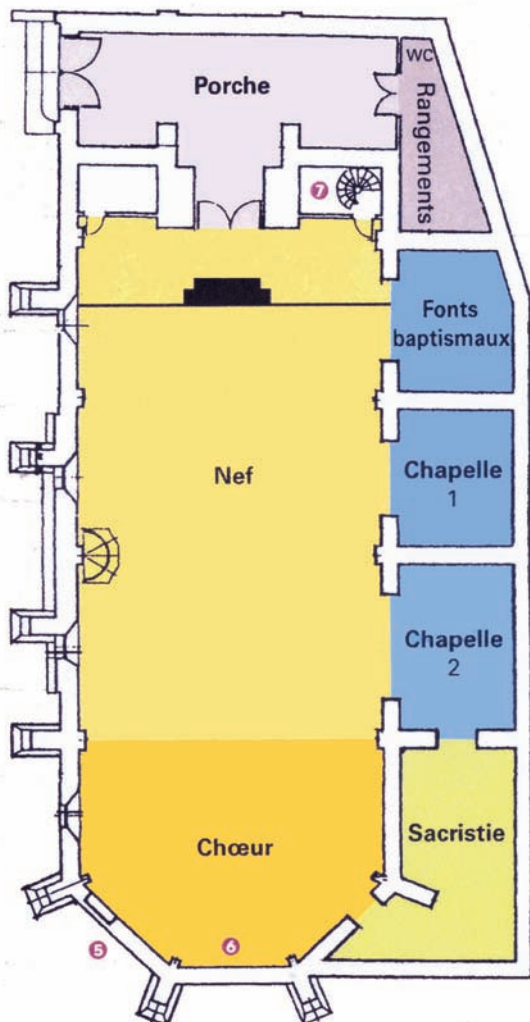 WC
Porche
Rangements
7
Fonts
baptismaux
Nef
Chapelle
1
Chapelle
2
Chœur
Sacristie
5
6